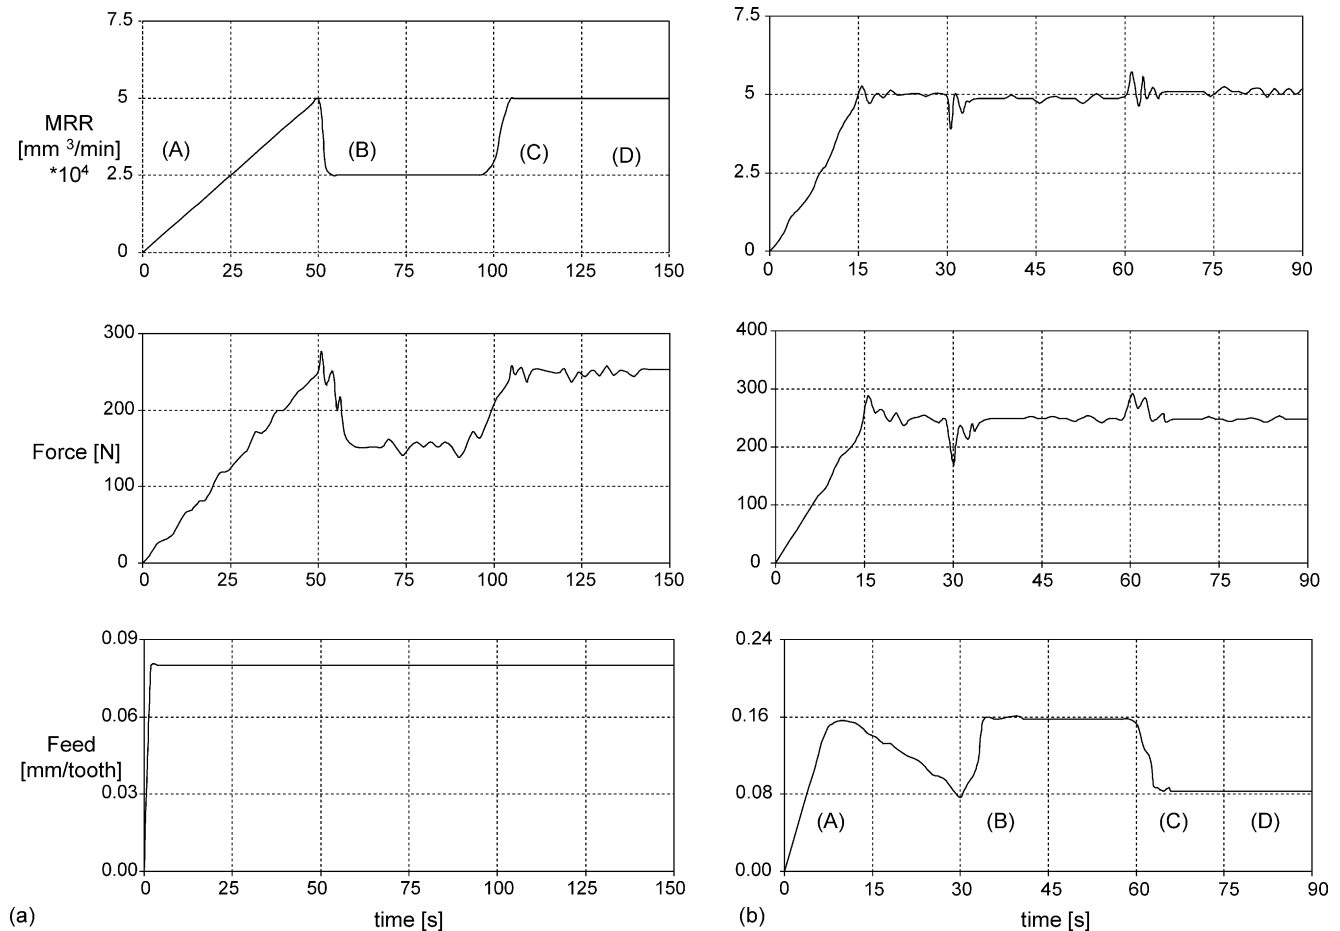 7.5
5
MRR
[mm ³/min]
*10⁴
2.5
0
(A)
(B)
(C)
(D)
0 25 50 75 100 125 150
7.5
5
2.5
0
0 15 30 45 60 75 90
300
200
Force [N]
100
0
0 25 50 75 100 125 150
400
300
200
100
0
0 15 30 45 60 75 90
0.09
0.06
Feed
[mm/tooth]
0.03
0.00
0 25 50 75 100 125 150
(a)
time [s]
0.24
0.16
0.08
0.00
(A)
(B)
(C)
(D)
0 15 30 45 60 75 90
(b)
time [s]